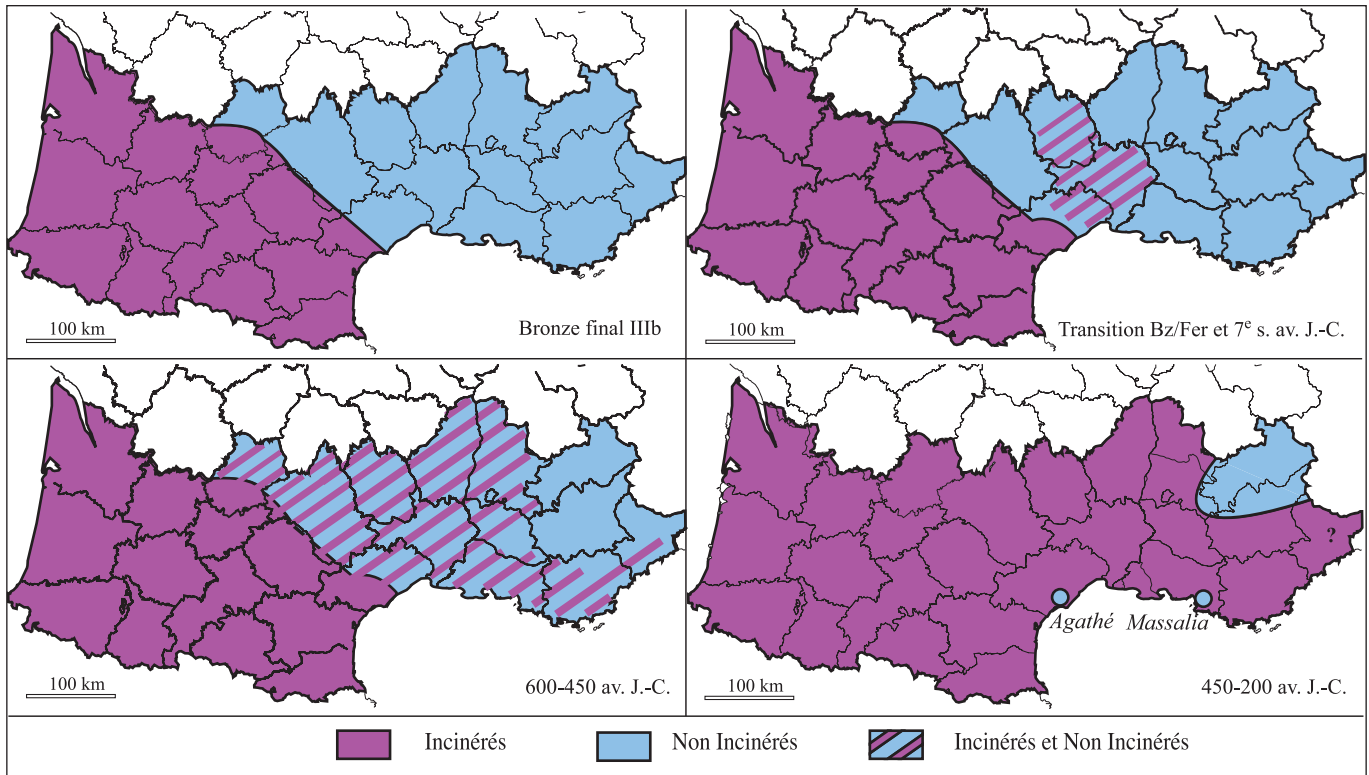 100 km
Bronze final IIIb
100 km
Transition Bz/Fer et 7e s. av. J.-C.
100 km
600-450 av. J.-C.
?
Agathé Massalia
100 km
450-200 av. J.-C.
Incinérés
Non Incinérés
Incinérés et Non Incinérés